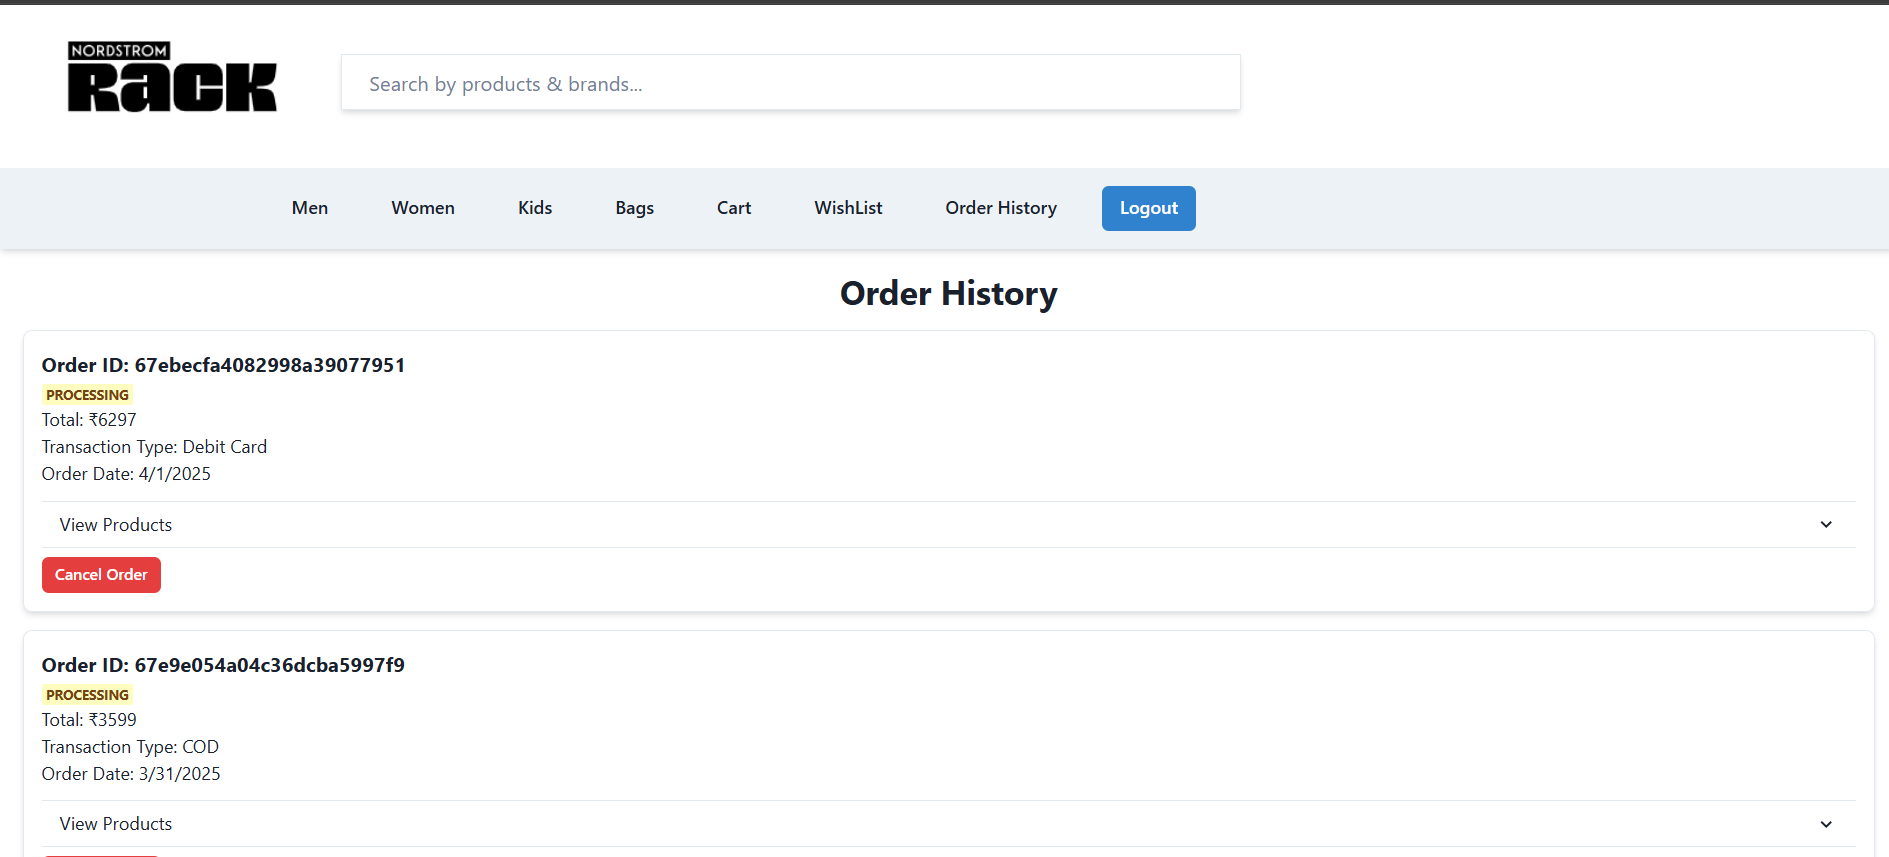 NORDSTROM
RACK
Search by products & brands...
Men Women Kids Bags Cart WishList Order History Logout
Order History
Order ID: 67ebecfa4082998a39077951
PROCESSING
Total: ₹6297
Transaction Type: Debit Card
Order Date: 4/1/2025
View Products
Cancel Order
Order ID: 67e9e054a04c36dcba5997f9
PROCESSING
Total: ₹3599
Transaction Type: COD
Order Date: 3/31/2025
View Products